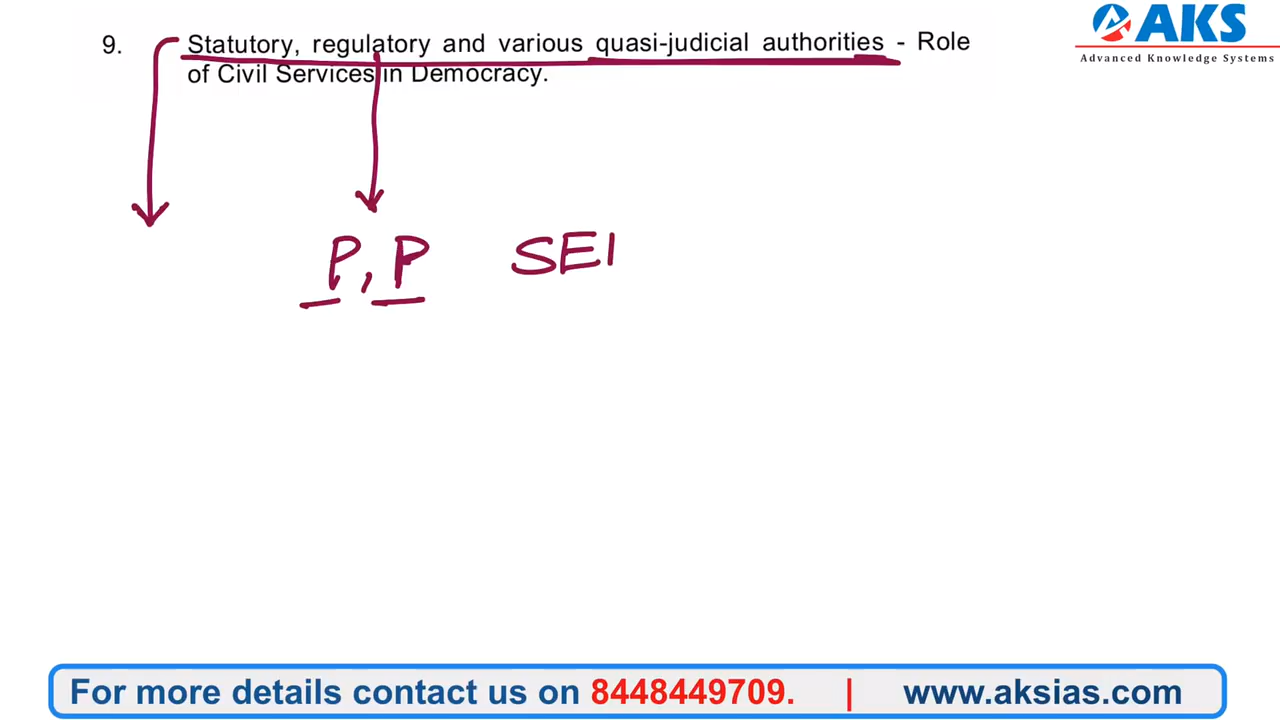 AKS
Advanced Knowledge Systems
9. Statutory, regulatory and various quasi-judicial authorities - Role
of Civil Services in Democracy.
P, P SEI
For more details contact us on 8448449709. | www.aksias.com